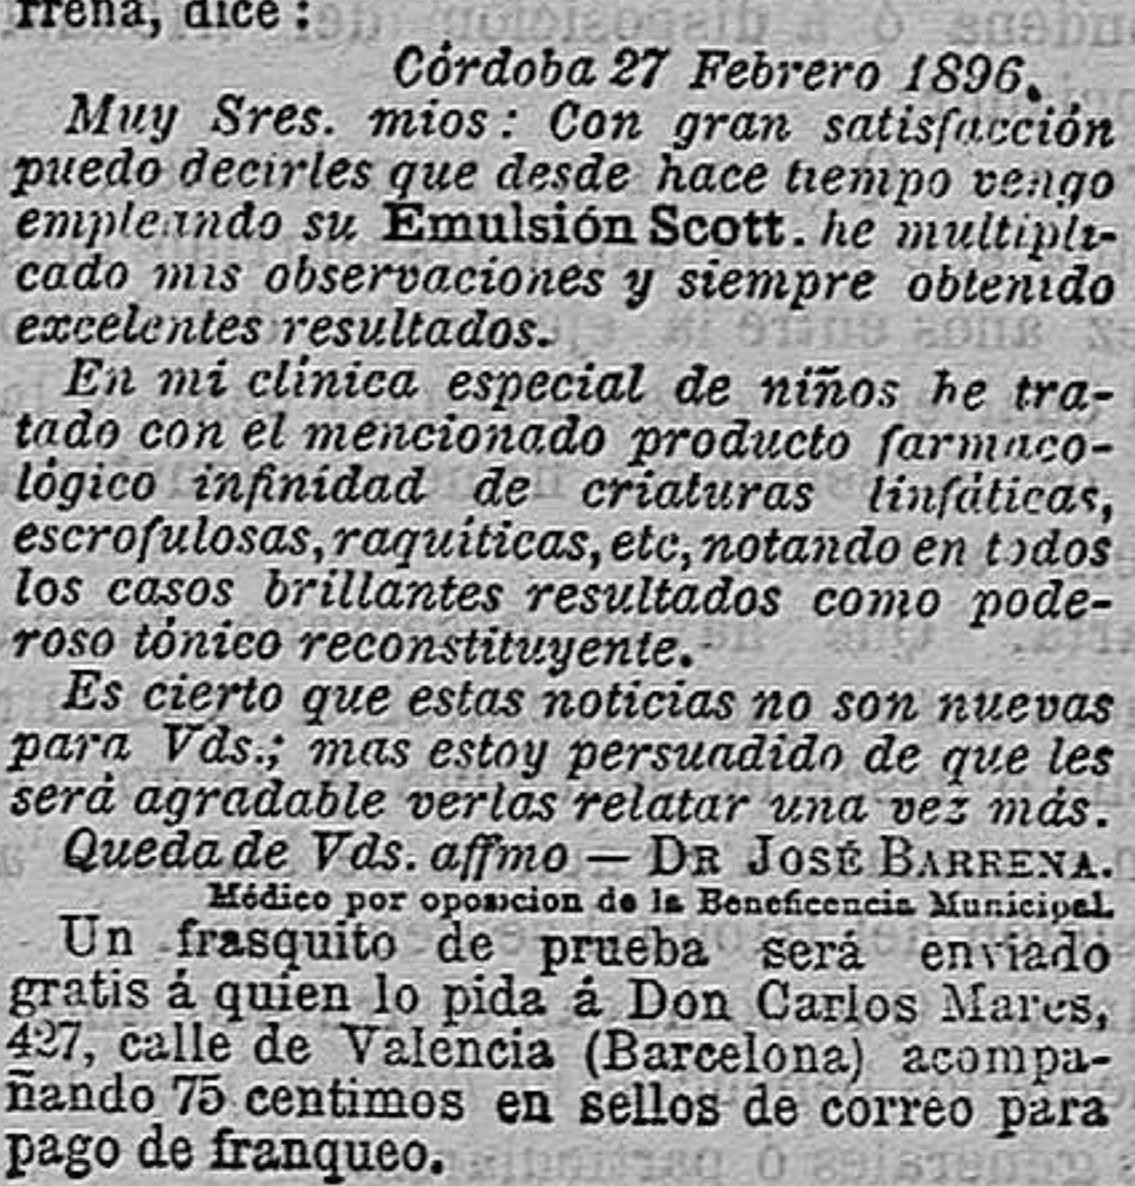 rrena, dice:
Córdoba 27 Febrero 1896.
Muy Sres. mios: Con gran satisfacción
puedo decirles que desde hace tiempo vengo
empleando su Emulsión Scott. he multipli-
cado mis observaciones y siempre obtenido
excelentes resultados.
En mi clínica especial de niños he tra-
tado con el mencionado producto farmaco-
lógico infinidad de criaturas linfáticas,
escrofulosas, raquíticas, etc, notando en todos
los casos brillantes resultados como pode-
roso tónico reconstituyente.
Es cierto que estas noticias no son nuevas
para Vds.; mas estoy persuadido de que les
será agradable verlas relatar una vez más.
Queda de Vds. affmo — DR JOSÉ BARRENA.
Médico por oposicion de la Beneficencia Municipal.
Un frasquito de prueba será enviado
gratis á quien lo pida á Don Carlos Mares,
427, calle de Valencia (Barcelona) acompa-
ñando 75 centimos en sellos de correo para
pago de franqueo.